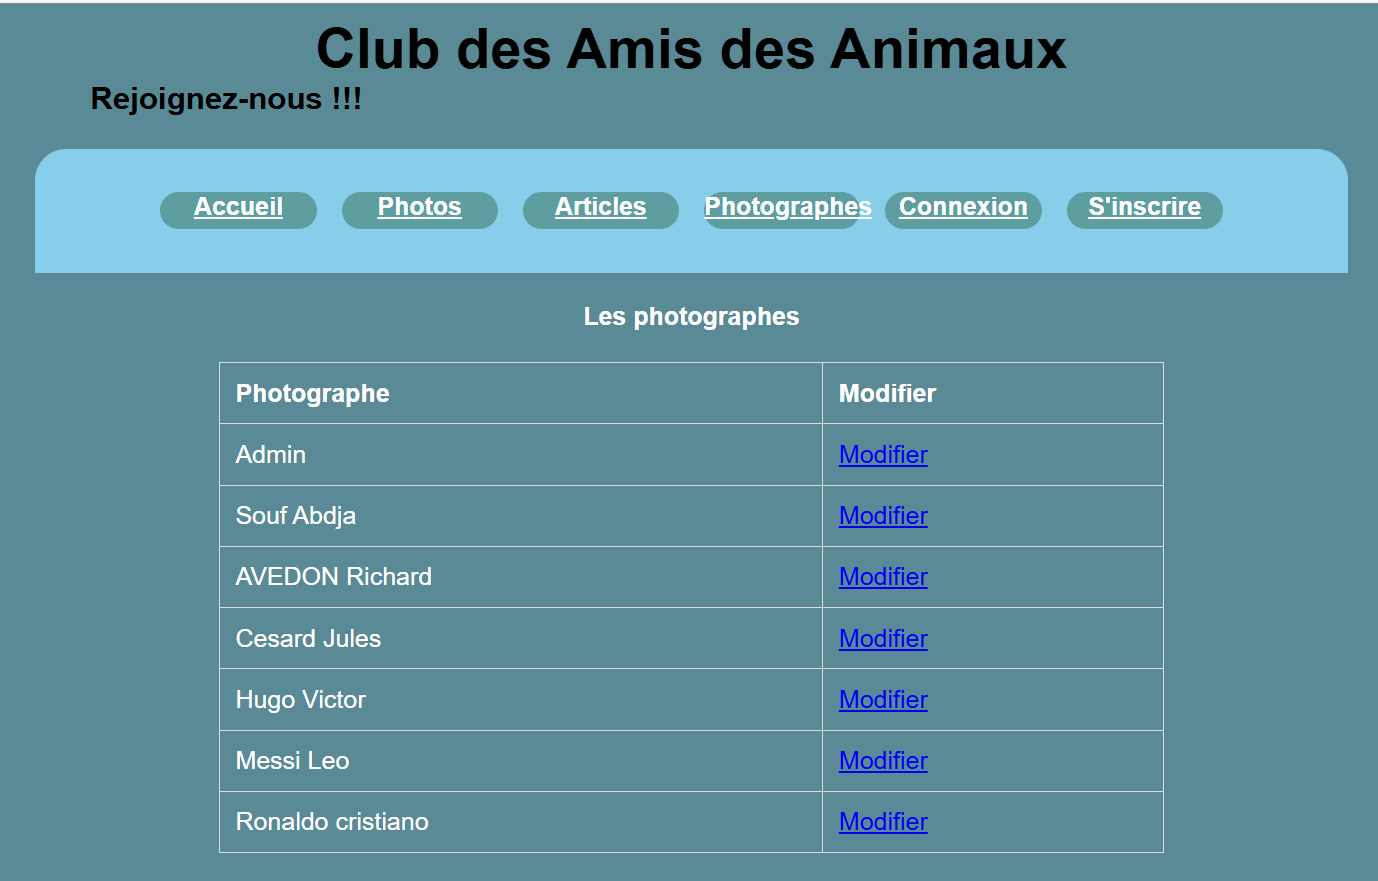 Club des Amis des Animaux
Rejoignez-nous !!!
Accueil Photos Articles Photographes Connexion S'inscrire
Les photographes
Photographe Modifier
Admin Modifier
Souf Abdja Modifier
AVEDON Richard Modifier
Cesard Jules Modifier
Hugo Victor Modifier
Messi Leo Modifier
Ronaldo cristiano Modifier